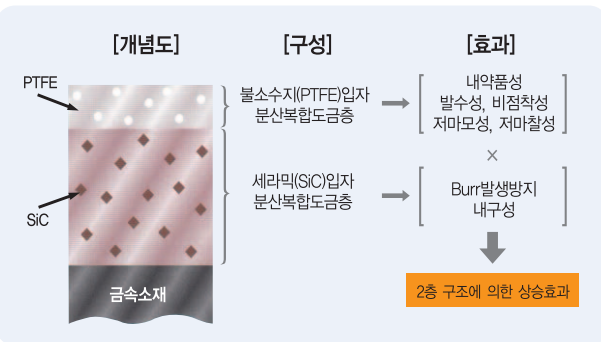 [개념도]
[구성]
[효과]
PTFE
SiC
금속소재
불소수지(PTFE)입자
분산복합도금층
세라믹(SiC)입자
분산복합도금층
내약품성
발수성, 비점착성
저마모성, 저마찰성
×
Burr발생방지
내구성
2층 구조에 의한 상승효과